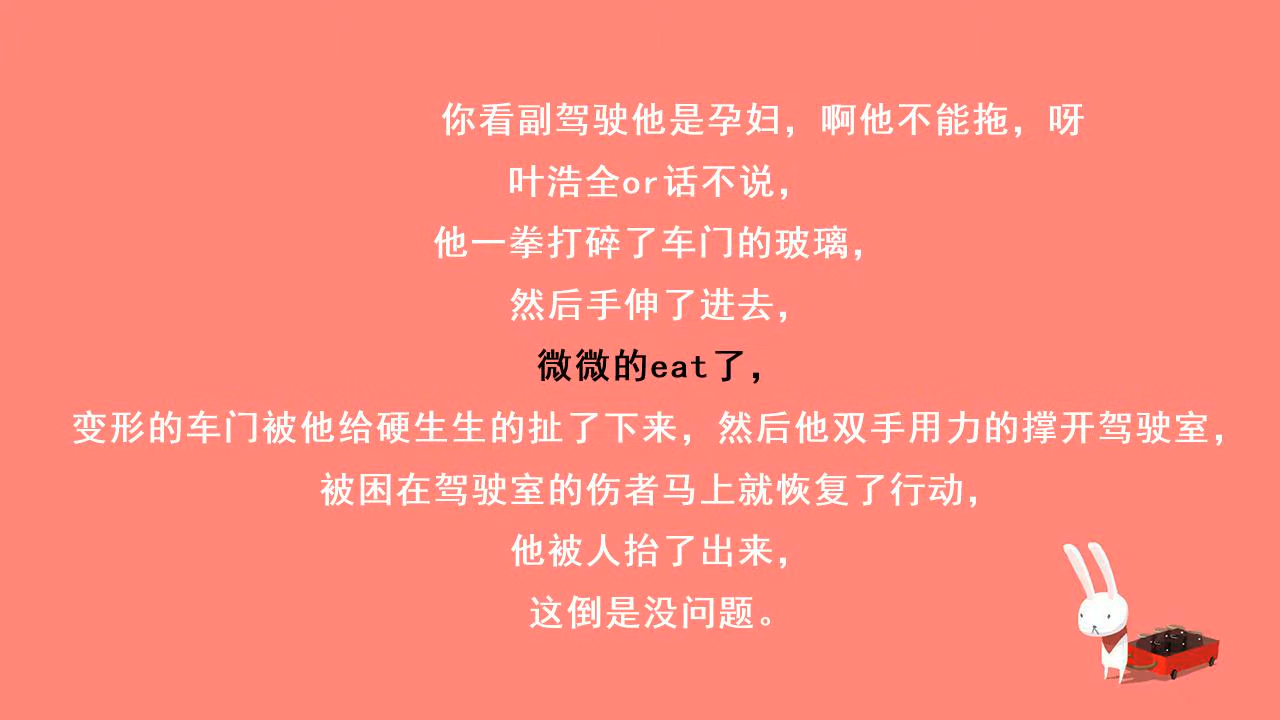 你看副驾驶他是孕妇，啊他不能拖，呀
叶浩全or话不说，
他一拳打碎了车门的玻璃，
然后手伸了进去，
微微的eat了，
变形的车门被他给硬生生的扯了下来，然后他双手用力的撑开驾驶室，
被困在驾驶室的伤者马上就恢复了行动，
他被人抬了出来，
这倒是没问题。